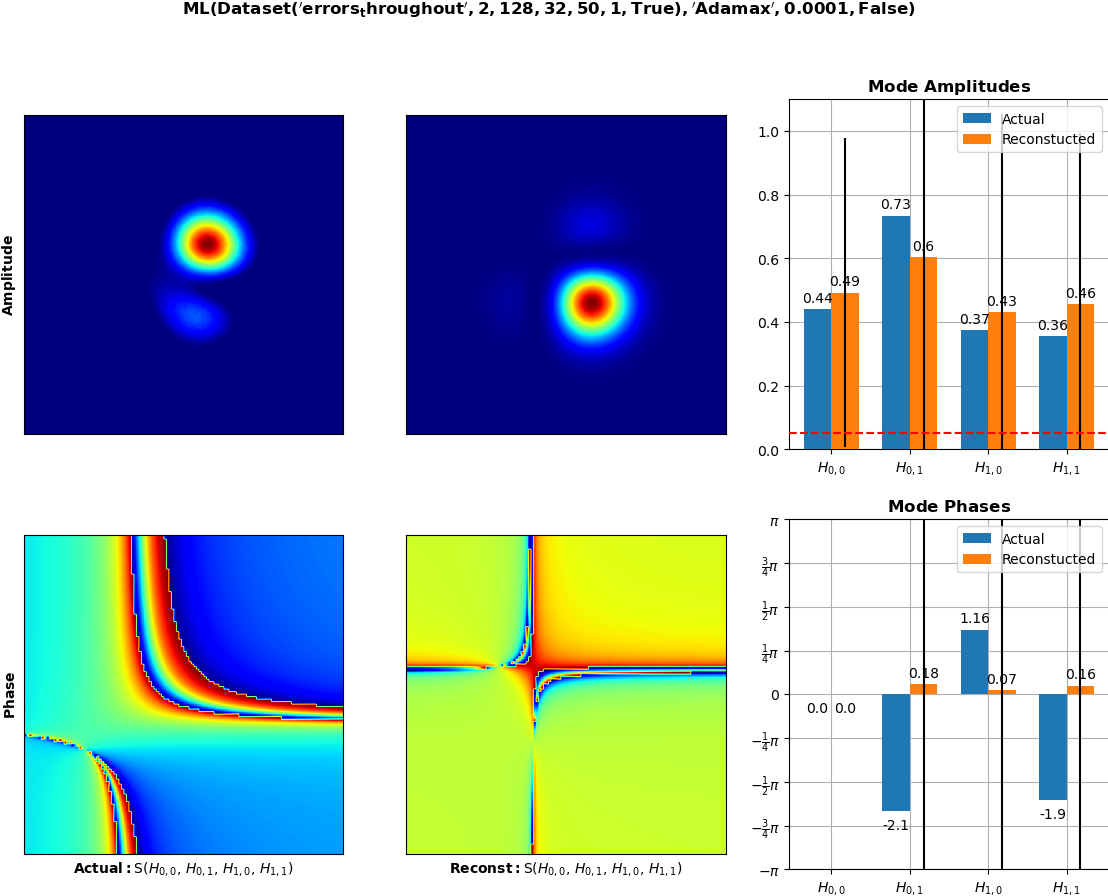 ML(Dataset('errors_throughout', 2, 128, 32, 50, 1, True),'Adamax', 0.0001, False)
Amplitude
Mode Amplitudes
Actual
Reconstucted
1.0
0.8
0.6
0.4
0.2
0.0
0.44
0.49
0.73
0.6
0.37
0.43
0.36
0.46
H0,0
H0,1
H1,0
H1,1
Phase
Actual: S(H0,0, H0,1, H1,0, H1,1)
Reconst: S(H0,0, H0,1, H1,0, H1,1)
Mode Phases
Actual
Reconstucted
π
3/4π
1/2π
1/4π
0
−1/4π
−1/2π
−3/4π
−π
0.0
0.0
-2.1
0.18
1.16
0.07
-1.9
0.16
H0,0
H0,1
H1,0
H1,1